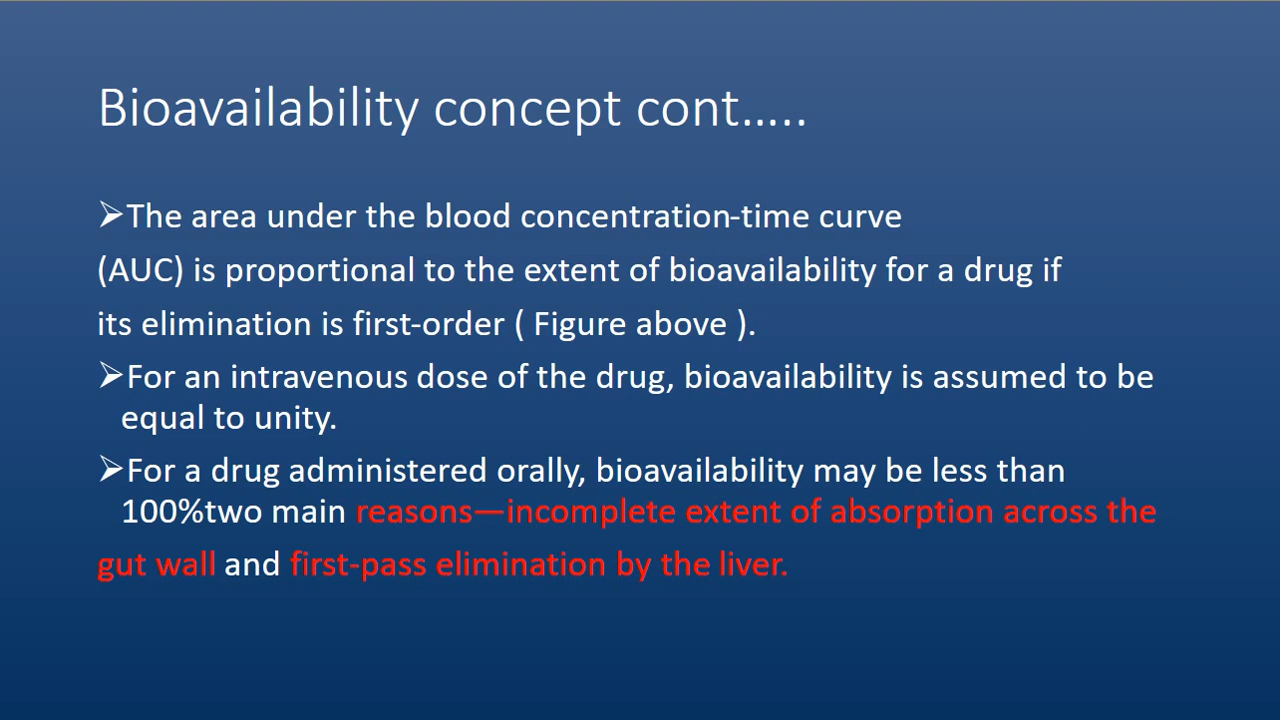 Bioavailability concept cont.....
➢The area under the blood concentration-time curve
(AUC) is proportional to the extent of bioavailability for a drug if
its elimination is first-order ( Figure above ).
➢For an intravenous dose of the drug, bioavailability is assumed to be
equal to unity.
➢For a drug administered orally, bioavailability may be less than
100%two main reasons—incomplete extent of absorption across the
gut wall and first-pass elimination by the liver.